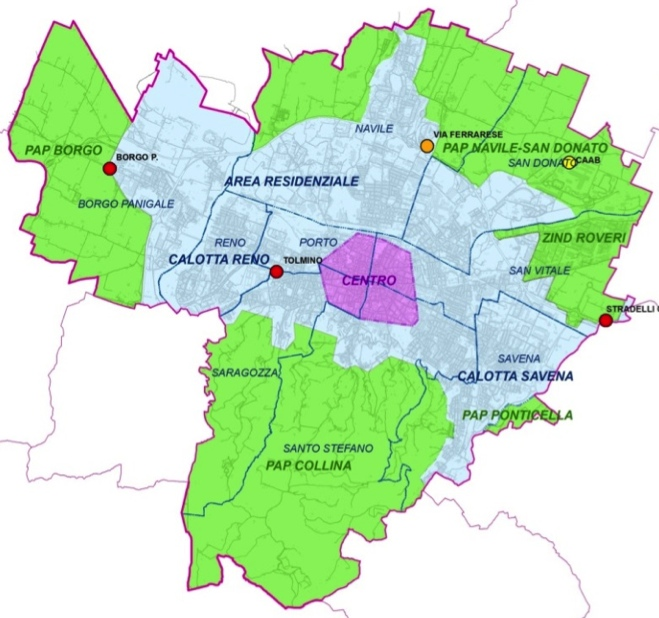 NAVILE
VIA FERRARESE
PAP NAVILE-SAN DONATO
PAP BORGO
BORGO P.
SAN DONATO
CAAB
AREA RESIDENZIALE
BORGO PANIGALE
RENO
PORTO
ZIND ROVERI
CALOTTA RENO
TOLMINO
CENTRO
SAN VITALE
STRADELLI G
SAVENA
SARAGOZZA
CALOTTA SAVENA
PAP PONTICELLA
SANTO STEFANO
PAP COLLINA